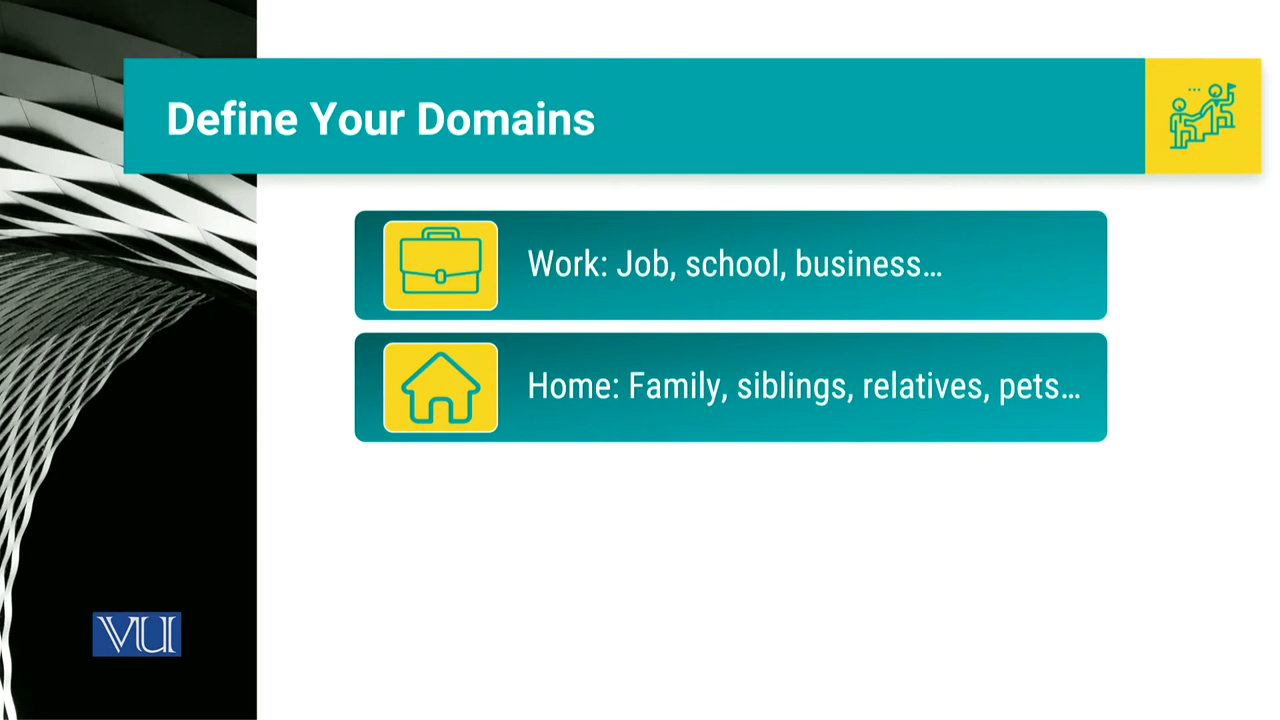 Define Your Domains
Work: Job, school, business…
Home: Family, siblings, relatives, pets…
VU